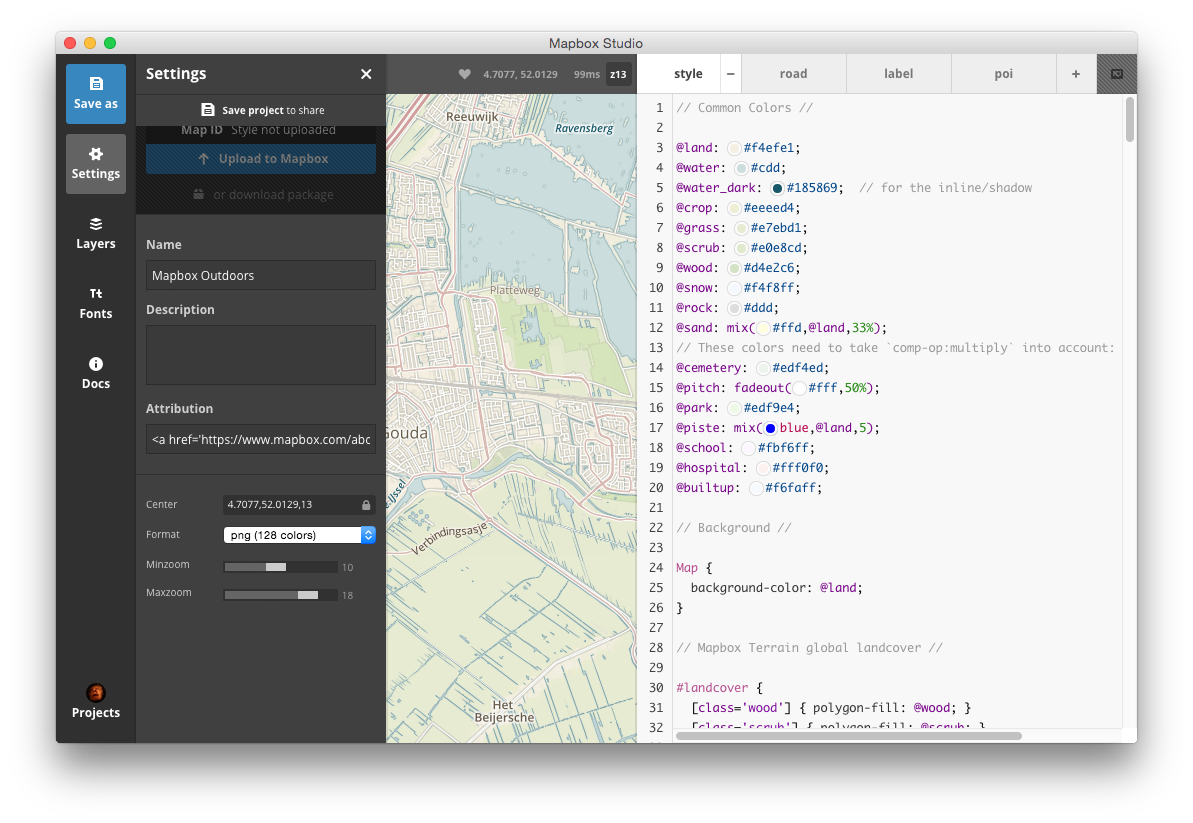 Mapbox Studio
Save as
Settings
Layers
Tt
Fonts
Docs
Projects
Settings
Save project to share
Map ID Style not uploaded
Upload to Mapbox
or download package
Name
Mapbox Outdoors
Description
Attribution
<a href='https://www.mapbox.com/abc
Center 4.7077,52.0129,13
Format png (128 colors)
Minzoom 10
Maxzoom 18
4.7077, 52.0129 99ms z13
Reeuwijk
Ravensberg
Platteweg
Gouda
IJssel
Verbindingsasje
Het
Beijersche
style − road label poi +
1 // Common Colors //
2
3 @land: #f4efe1;
4 @water: #cdd;
5 @water_dark: #185869; // for the inline/shadow
6 @crop: #eeeed4;
7 @grass: #e7ebd1;
8 @scrub: #e0e8cd;
9 @wood: #d4e2c6;
10 @snow: #f4f8ff;
11 @rock: #ddd;
12 @sand: mix(#ffd,@land,33%);
13 // These colors need to take `comp-op:multiply` into account:
14 @cemetery: #edf4ed;
15 @pitch: fadeout(#fff,50%);
16 @park: #edf9e4;
17 @piste: mix(blue,@land,5);
18 @school: #fbf6ff;
19 @hospital: #fff0f0;
20 @builtup: #f6faff;
21
22 // Background //
23
24 Map {
25 background-color: @land;
26 }
27
28 // Mapbox Terrain global landcover //
29
30 #landcover {
31 [class='wood'] { polygon-fill: @wood; }
32 [class='scrub'] { polygon-fill: @scrub; }